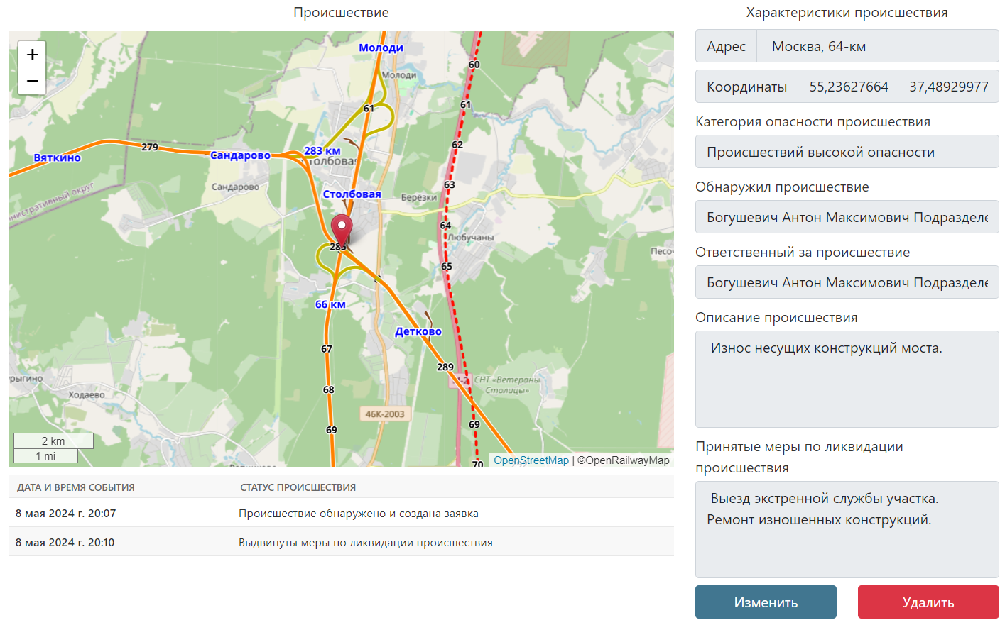 Происшествие
+
−
Молоди
Молоди
60
61
61
62
279
Вяткино
Сандарово
283 км
Столбовая
63
Сандарово
Столбовая
Берёзки
министративный округ
64
Любучаны
285
65
66 км
Детково
67
289
СНТ «Ветераны
Столицы»
68
Ходаево
46К-2003
69
69
70
2 km
1 mi
OpenStreetMap | ©OpenRailwayMap
ДАТА И ВРЕМЯ СОБЫТИЯ СТАТУС ПРОИСШЕСТВИЯ
8 мая 2024 г. 20:07 Происшествие обнаружено и создана заявка
8 мая 2024 г. 20:10 Выдвинуты меры по ликвидации происшествия
Характеристики происшествия
Адрес Москва, 64-км
Координаты 55,23627664 37,48929977
Категория опасности происшествия
Происшествий высокой опасности
Обнаружил происшествие
Богушевич Антон Максимович Подразделе
Ответственный за происшествие
Богушевич Антон Максимович Подразделе
Описание происшествия
Износ несущих конструкций моста.
Принятые меры по ликвидации
происшествия
Выезд экстренной службы участка.
Ремонт изношенных конструкций.
Изменить Удалить